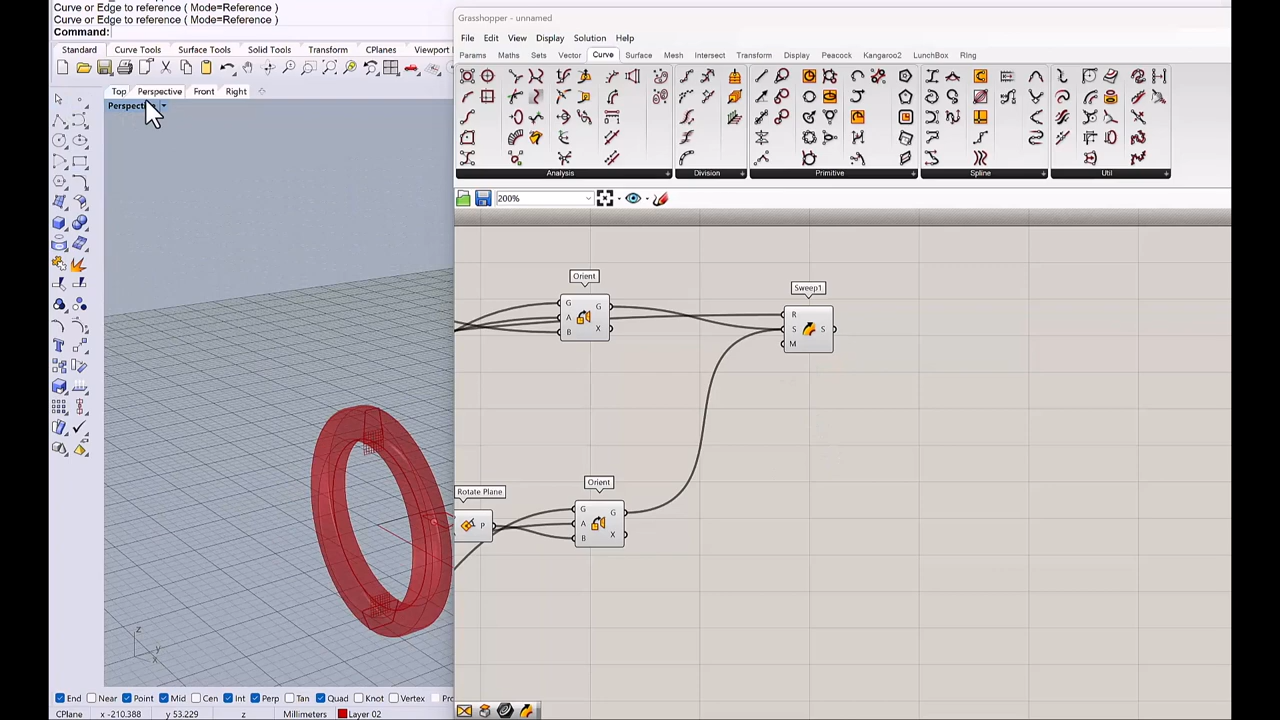 Curve or Edge to reference ( Mode=Reference )
Curve or Edge to reference ( Mode=Reference )
Command:
Standard Curve Tools Surface Tools Solid Tools Transform CPlanes Viewport
Top Perspective Front Right
Grasshopper - unnamed
File Edit View Display Solution Help
Params Maths Sets Vector Curve Surface Mesh Intersect Transform Display Peacock Kangaroo2 LunchBox RIng
Analysis Division Primitive Spline Util
200%
Orient
G
A
B
G
X
Sweep1
R
S
M
S
Rotate Plane
P
Orient
G
A
B
G
X
z
y
x
End Near Point Mid Cen Int Perp Tan Quad Knot Vertex
CPlane x -210.388 y 53.229 z Millimeters Layer 02